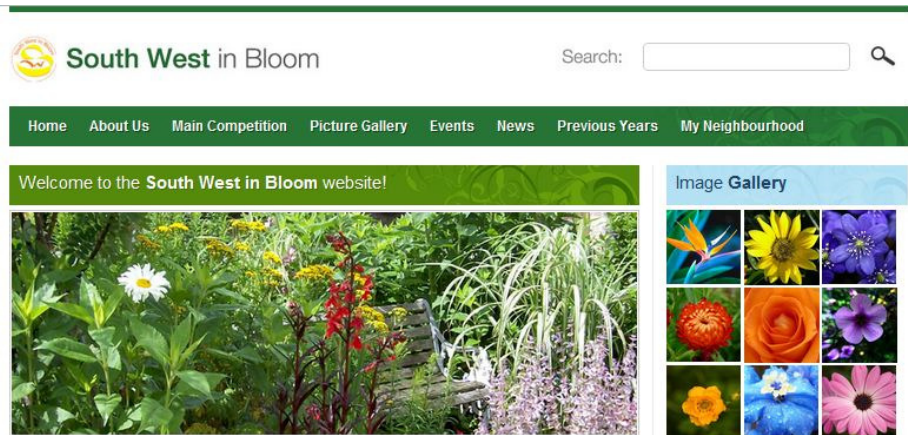 South West in Bloom
Search:
Home About Us Main Competition Picture Gallery Events News Previous Years My Neighbourhood
Welcome to the South West in Bloom website!
Image Gallery